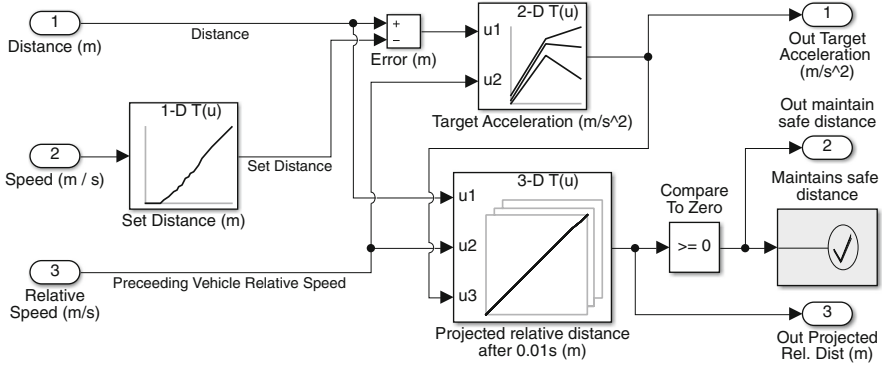 1
Distance (m)
Distance
+
−
Error (m)
2-D T(u)
u1
u2
Target Acceleration (m/s^2)
1
Out Target
Acceleration
(m/s^2)
2
Speed (m / s)
1-D T(u)
Set Distance (m)
Set Distance
3
Relative
Speed (m/s)
Preceeding Vehicle Relative Speed
3-D T(u)
u1
u2
u3
Projected relative distance
after 0.01s (m)
Compare
To Zero
>= 0
Out maintain
safe distance
2
Maintains safe
distance
3
Out Projected
Rel. Dist (m)